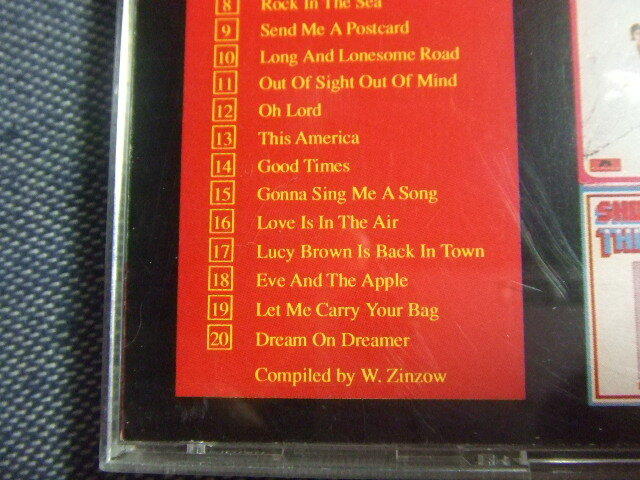 8 Rock In The Sea
9 Send Me A Postcard
10 Long And Lonesome Road
11 Out Of Sight Out Of Mind
12 Oh Lord
13 This America
14 Good Times
15 Gonna Sing Me A Song
16 Love Is In The Air
17 Lucy Brown Is Back In Town
18 Eve And The Apple
19 Let Me Carry Your Bag
20 Dream On Dreamer
Compiled by W. Zinzow